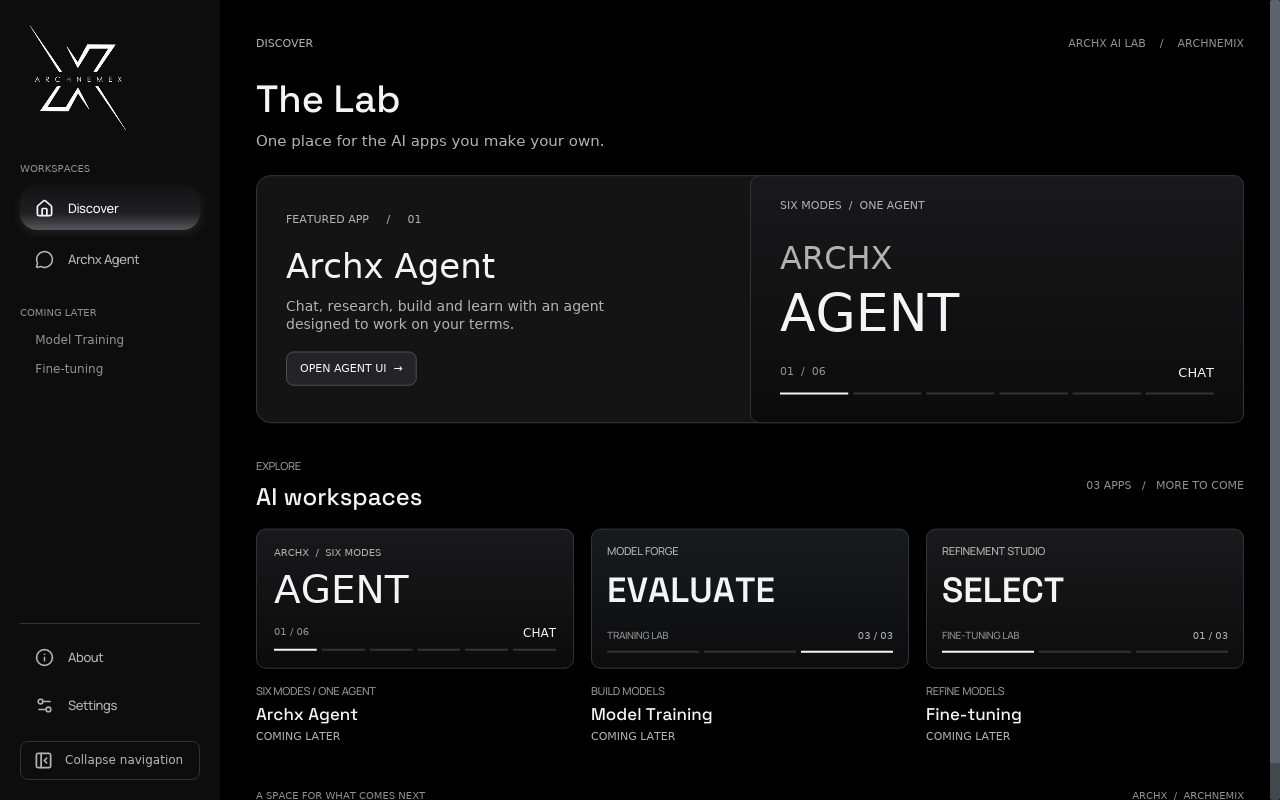 ARCHNEMEX
WORKSPACES
Discover
Archx Agent
COMING LATER
Model Training
Fine-tuning
About
Settings
Collapse navigation
DISCOVER
ARCHX AI LAB / ARCHNEMIX
The Lab
One place for the AI apps you make your own.
FEATURED APP / 01
Archx Agent
Chat, research, build and learn with an agent
designed to work on your terms.
OPEN AGENT UI →
SIX MODES / ONE AGENT
ARCHX
AGENT
01 / 06
CHAT
EXPLORE
AI workspaces
03 APPS / MORE TO COME
ARCHX / SIX MODES
AGENT
01 / 06
CHAT
SIX MODES / ONE AGENT
Archx Agent
COMING LATER
MODEL FORGE
EVALUATE
TRAINING LAB
03 / 03
BUILD MODELS
Model Training
COMING LATER
REFINEMENT STUDIO
SELECT
FINE-TUNING LAB
01 / 03
REFINE MODELS
Fine-tuning
COMING LATER
A SPACE FOR WHAT COMES NEXT
ARCHX / ARCHNEMIX